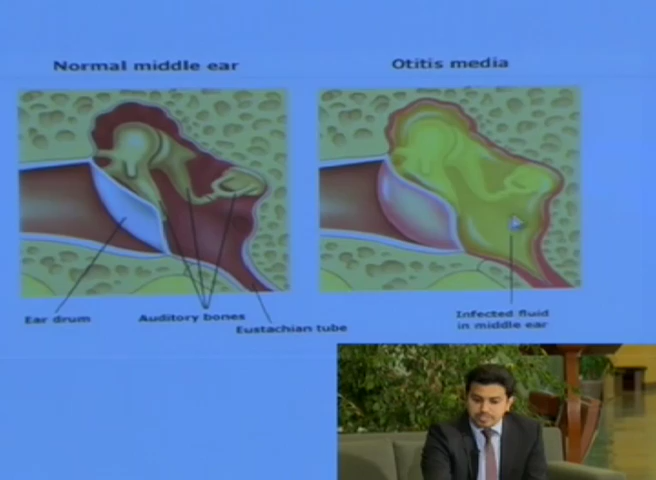 Normal middle ear
Otitis media
Ear drum
Auditory bones
Eustachian tube
Infected fluid
in middle ear